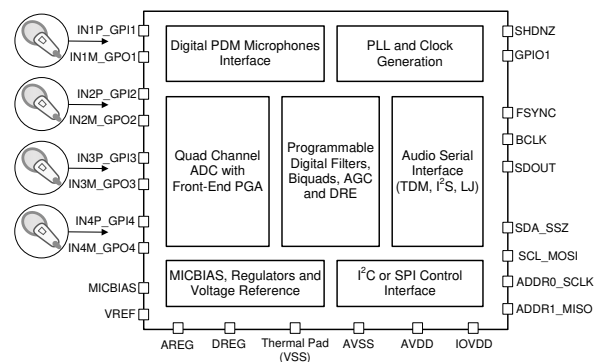 IN1P_GPI1
IN1M_GPO1
IN2P_GPI2
IN2M_GPO2
IN3P_GPI3
IN3M_GPO3
IN4P_GPI4
IN4M_GPO4
MICBIAS
VREF
Digital PDM Microphones
Interface
PLL and Clock
Generation
Quad Channel
ADC with
Front-End PGA
Programmable
Digital Filters,
Biquads, AGC
and DRE
Audio Serial
Interface
(TDM, I²S, LJ)
MICBIAS, Regulators and
Voltage Reference
I²C or SPI Control
Interface
SHDNZ
GPIO1
FSYNC
BCLK
SDOUT
SDA_SSZ
SCL_MOSI
ADDR0_SCLK
ADDR1_MISO
AREG
DREG
Thermal Pad
(VSS)
AVSS
AVDD
IOVDD